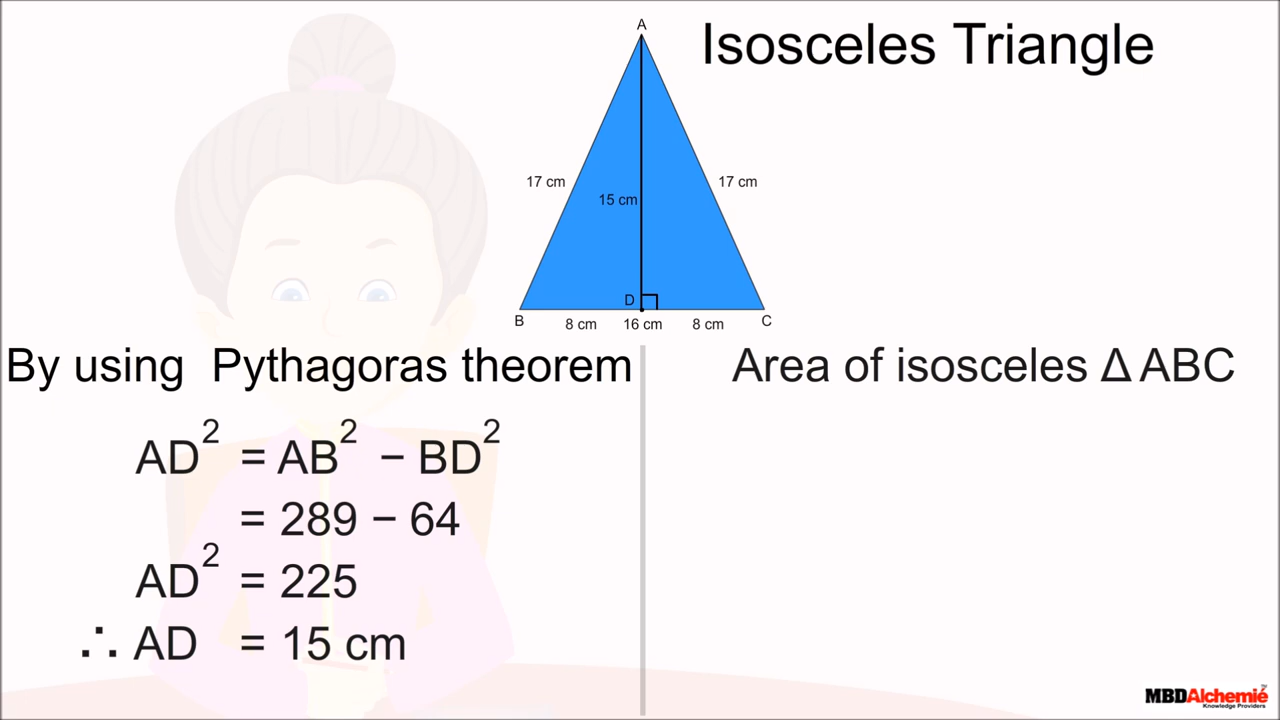 Isosceles Triangle
A
17 cm
17 cm
15 cm
D
B
8 cm
16 cm
8 cm
C
By using Pythagoras theorem
AD² = AB² − BD²
= 289 − 64
AD² = 225
∴ AD = 15 cm
Area of isosceles Δ ABC
MBDAlchemié
Knowledge Providers